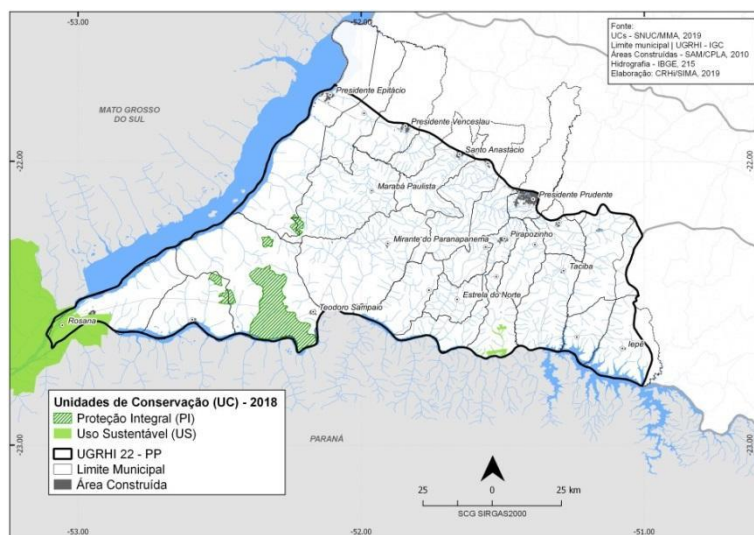 -53.00
-52.00
Fonte:
UCs - SNUC/MMA, 2019
Limite municipal | UGRHI - IGC
Áreas Construídas - SAM/CPLA, 2010
Hidrografia - IBGE, 215
Elaboração: CRHi/SIMA, 2019
Presidente Epitácio
MATO GROSSO
DO SUL
Presidente Venceslau
-22.00
-22.00
Santo Anastácio
Marabá Paulista
Presidente Prudente
Mirante do Paranapanema
Pirapozinho
Taciba
Estrela do Norte
Teodoro Sampaio
Rosana
Iepê
Unidades de Conservação (UC) - 2018
Proteção Integral (PI)
Uso Sustentável (US)
UGRHI 22 - PP
Limite Municipal
Área Construída
PARANÁ
-23.00
-23.00
25 0 25 km
SCG SIRGAS2000
-53.00
-52.00
-51.00